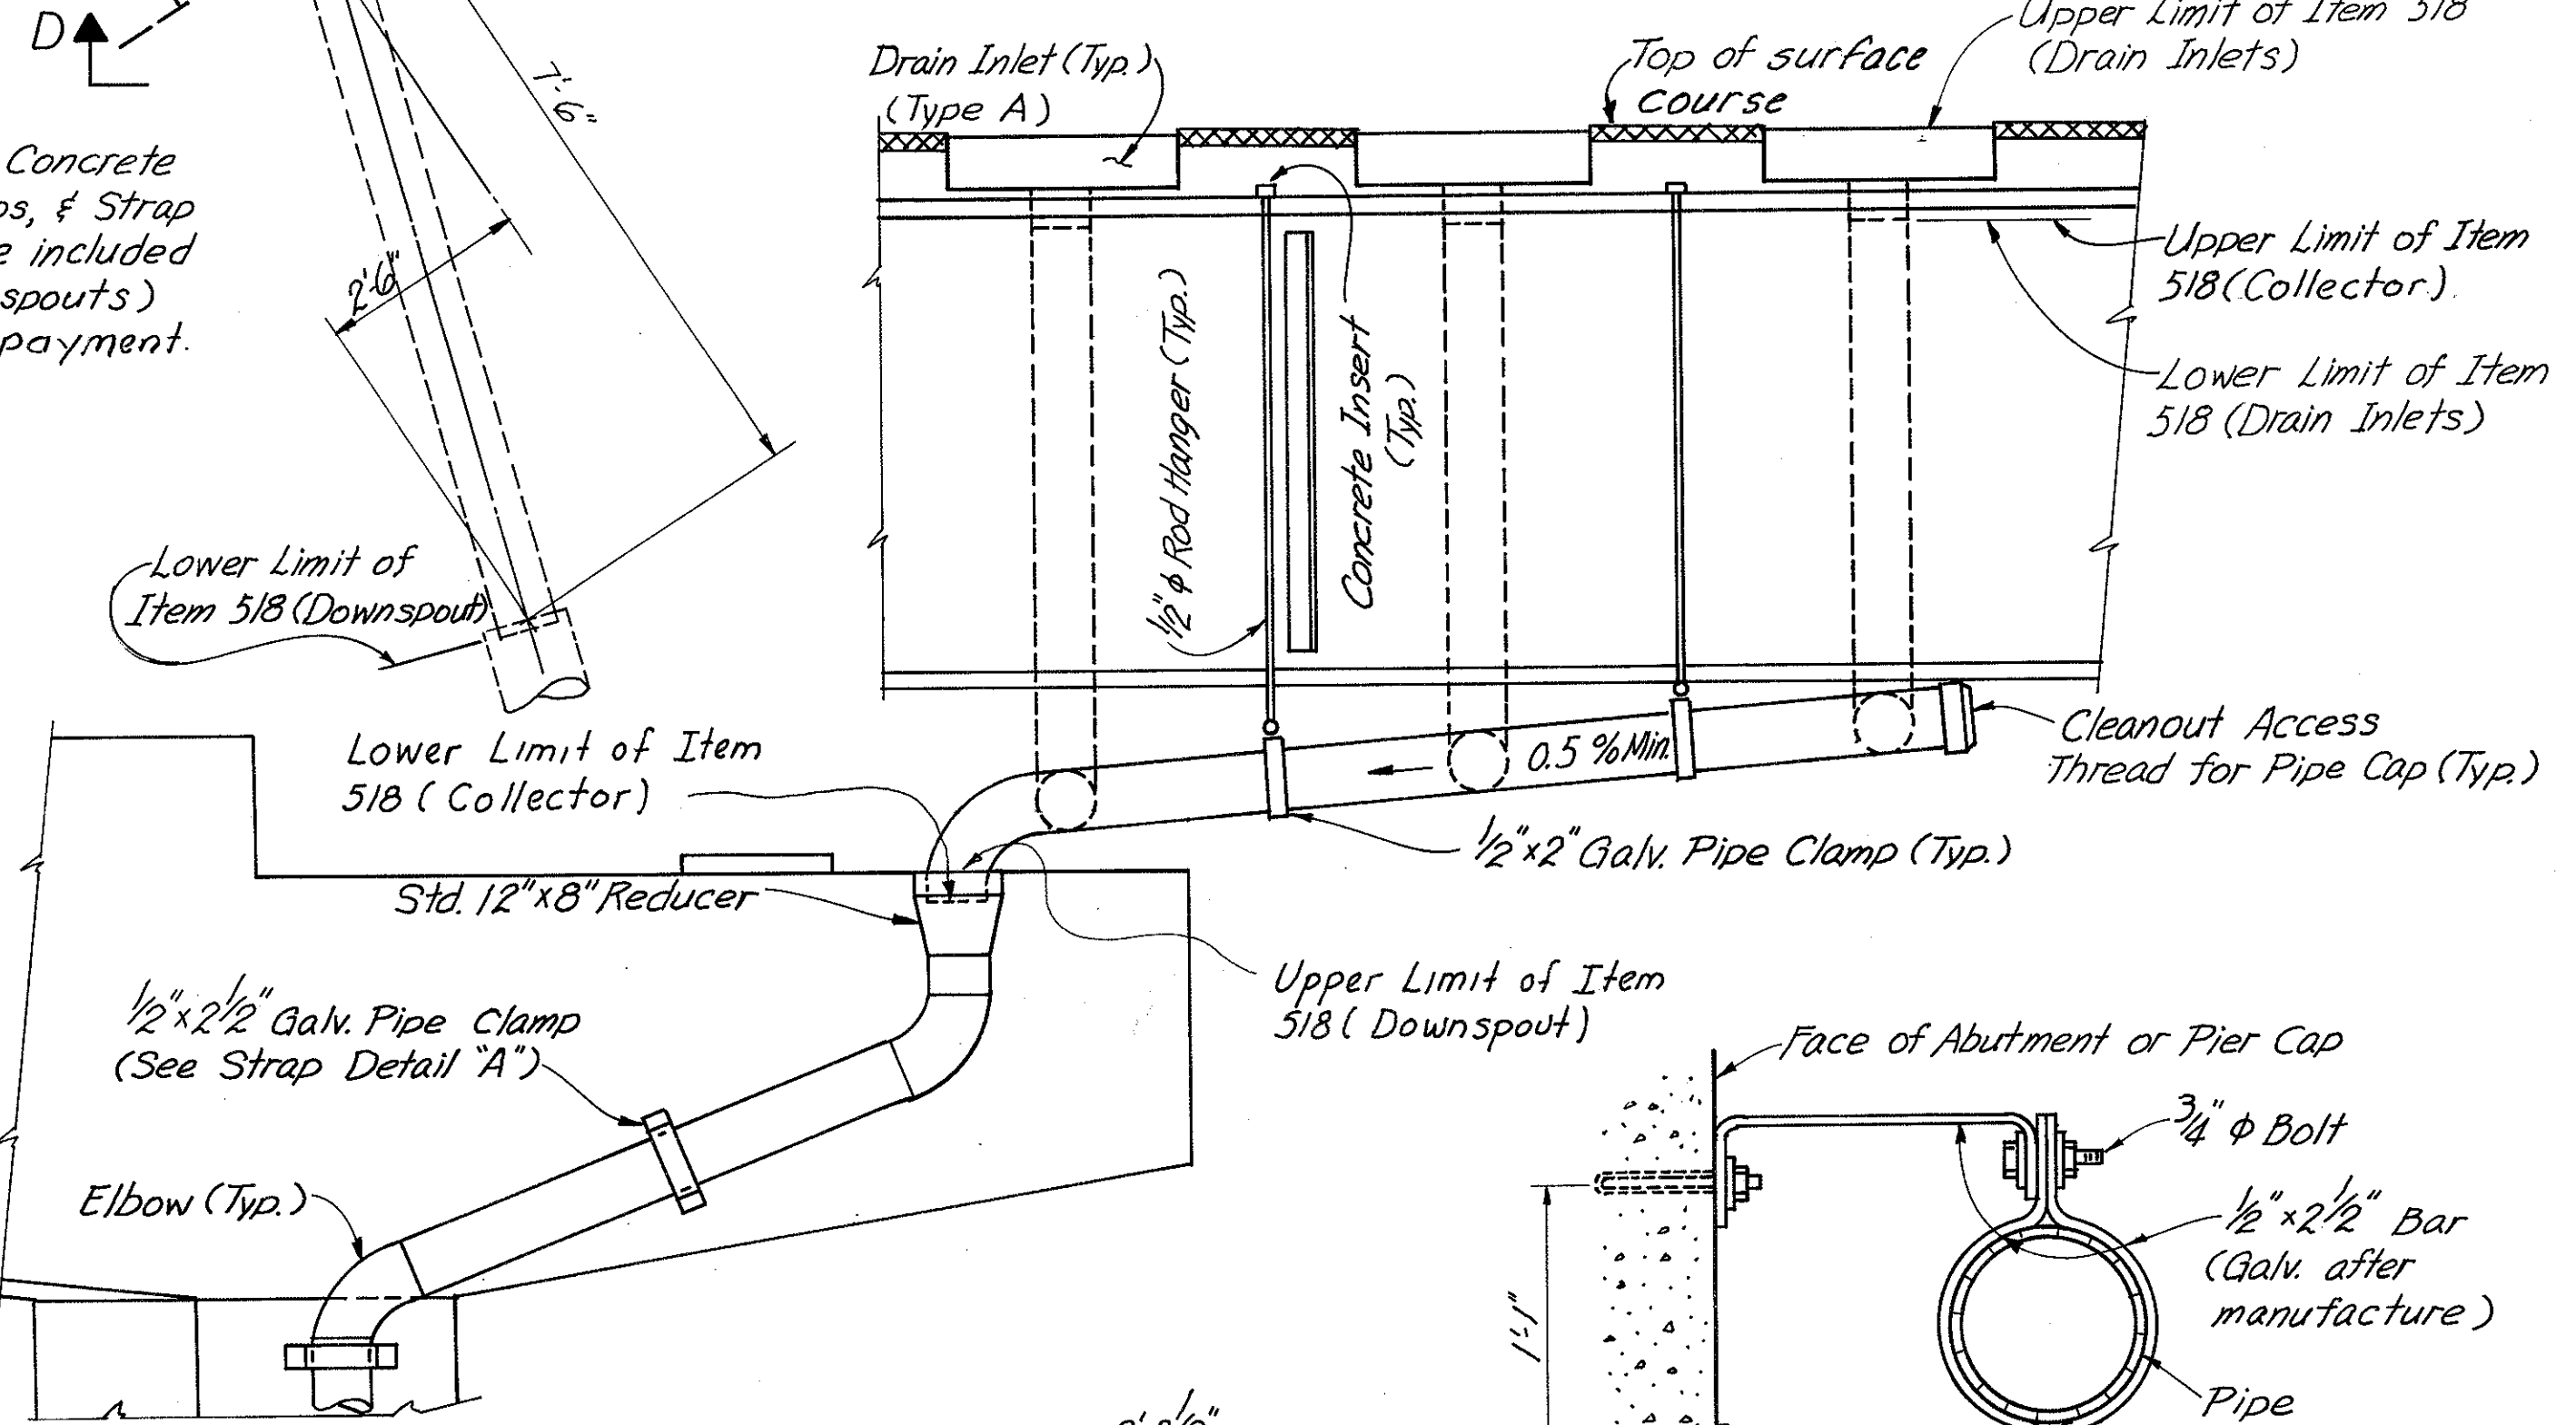 D
7'-6"
2'-6"
Concrete
& Strap
included
spouts)
payment.
Drain Inlet (Typ.)
(Type A)
Top of surface
course
Upper Limit of Item 518
(Drain Inlets)
Upper Limit of Item
518 (Collector)
Lower Limit of Item
518 (Drain Inlets)
1/2" ϕ Rod Hanger (Typ.)
Concrete Insert
(Typ.)
Lower Limit of
Item 518 (Downspout)
Lower Limit of Item
518 (Collector)
0.5 % Min.
Cleanout Access
Thread for Pipe Cap (Typ.)
1/2" x 2" Galv. Pipe Clamp (Typ.)
Std. 12" x 8" Reducer
Upper Limit of Item
518 (Downspout)
1/2" x 2 1/2" Galv. Pipe Clamp
(See Strap Detail "A")
Elbow (Typ.)
Face of Abutment or Pier Cap
3/4" ϕ Bolt
1/2" x 2 1/2" Bar
(Galv. after
manufacture)
1'-1"
Pipe